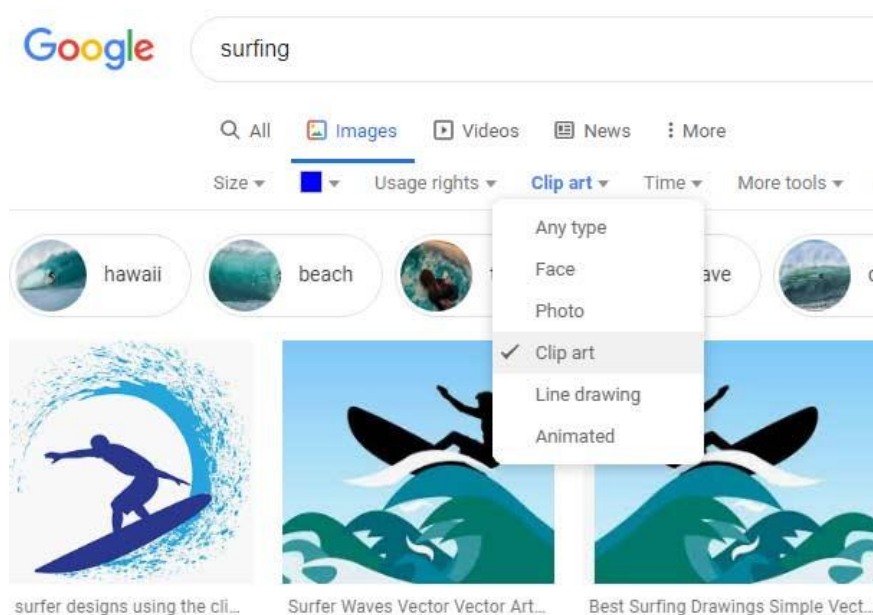 Google surfing
All Images Videos News More
Size Usage rights Clip art Time More tools
Any type
hawaii beach Face
Photo
Clip art
Line drawing
Animated
surfer designs using the cli... Surfer Waves Vector Vector Art... Best Surfing Drawings Simple Vect...